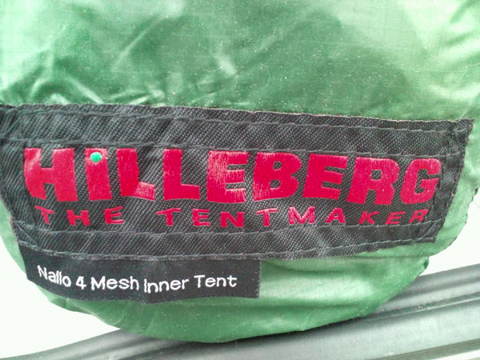 HiLLEBERG
THE TENTMAKER
Nallo 4 Mesh Inner Tent